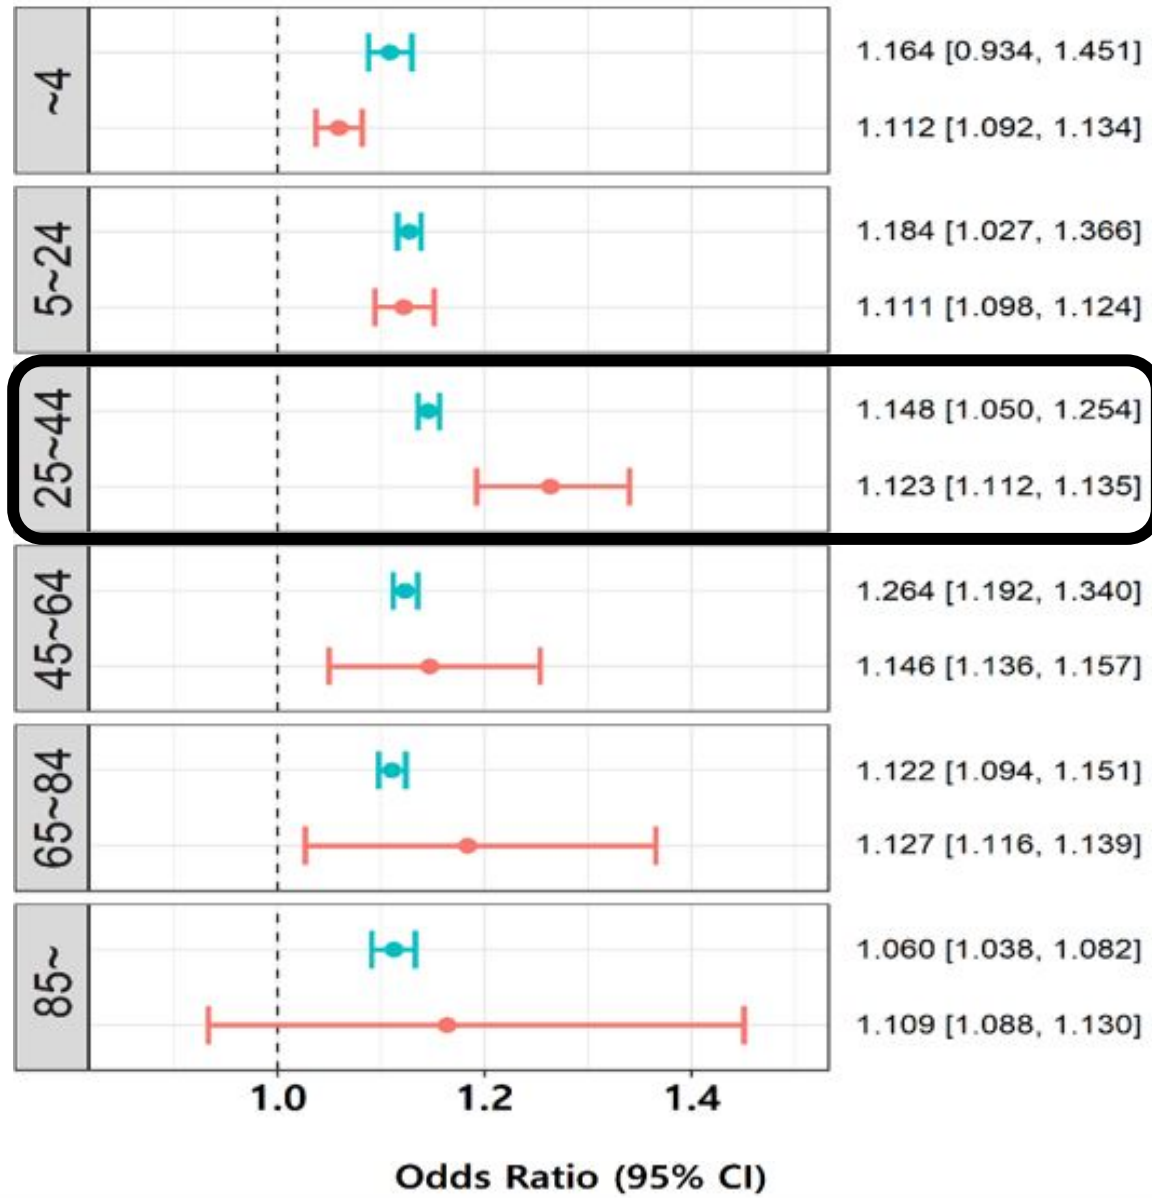 ~4
1.164 [0.934, 1.451]
1.112 [1.092, 1.134]
5~24
1.184 [1.027, 1.366]
1.111 [1.098, 1.124]
25~44
1.148 [1.050, 1.254]
1.123 [1.112, 1.135]
45~64
1.264 [1.192, 1.340]
1.146 [1.136, 1.157]
65~84
1.122 [1.094, 1.151]
1.127 [1.116, 1.139]
85~
1.060 [1.038, 1.082]
1.109 [1.088, 1.130]
1.0 1.2 1.4
Odds Ratio (95% CI)